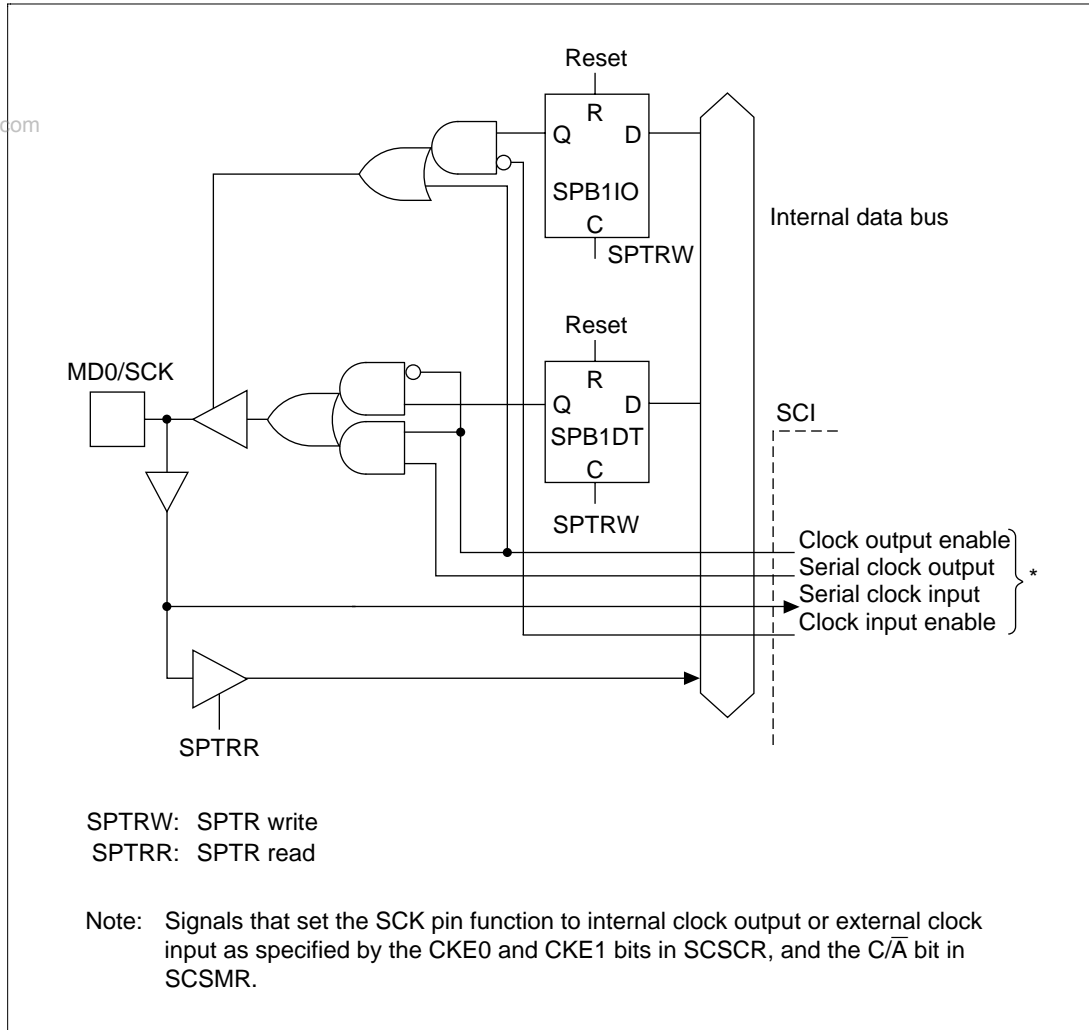 com
Reset
R
Q D
SPB1IO
C
SPTRW
Internal data bus
Reset
MD0/SCK
R
Q D
SPB1DT
C
SPTRW
SCI
Clock output enable
Serial clock output
Serial clock input
Clock input enable
*
SPTRR
SPTRW: SPTR write
SPTRR: SPTR read
Note: Signals that set the SCK pin function to internal clock output or external clock
input as specified by the CKE0 and CKE1 bits in SCSCR, and the C/A̅ bit in
SCSMR.